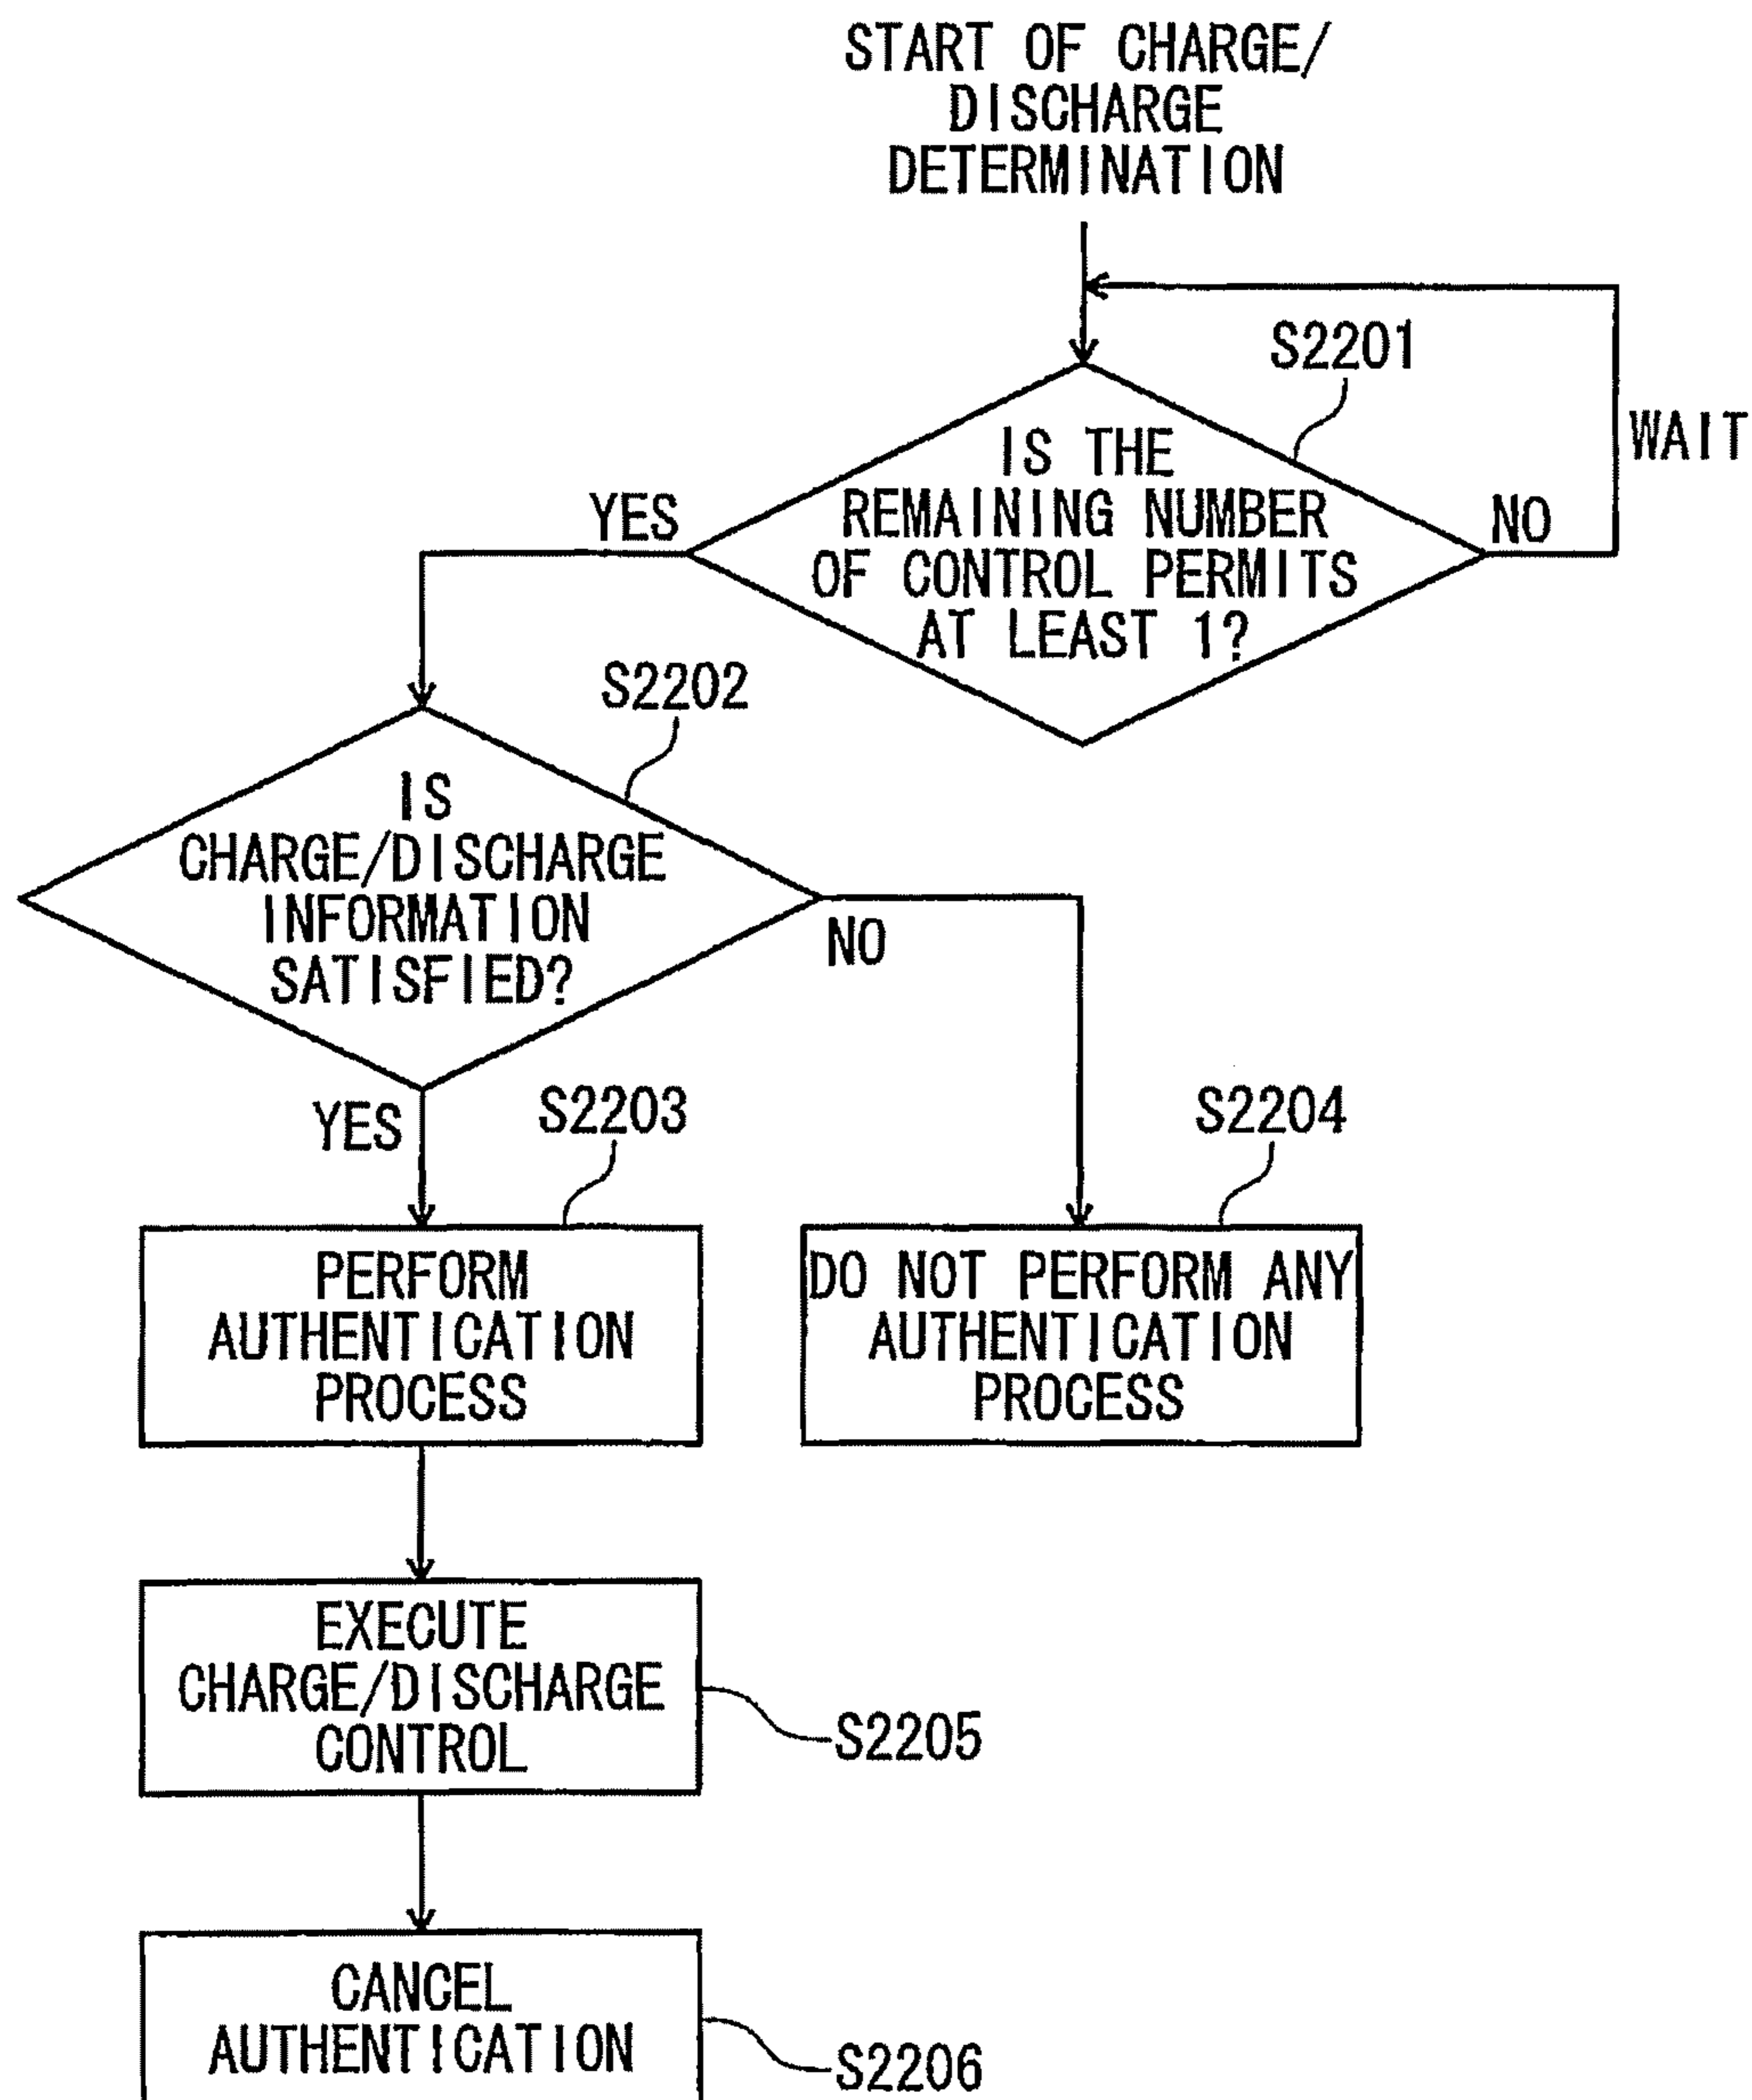 START OF CHARGE/
DISCHARGE
DETERMINATION
S2201
WAIT
IS THE
REMAINING NUMBER
OF CONTROL PERMITS
AT LEAST 1?
YES
NO
S2202
IS
CHARGE/DISCHARGE
INFORMATION
SATISFIED?
NO
YES
S2203
S2204
PERFORM
AUTHENTICATION
PROCESS
DO NOT PERFORM ANY
AUTHENTICATION
PROCESS
EXECUTE
CHARGE/DISCHARGE
CONTROL
S2205
CANCEL
AUTHENTICATION
S2206